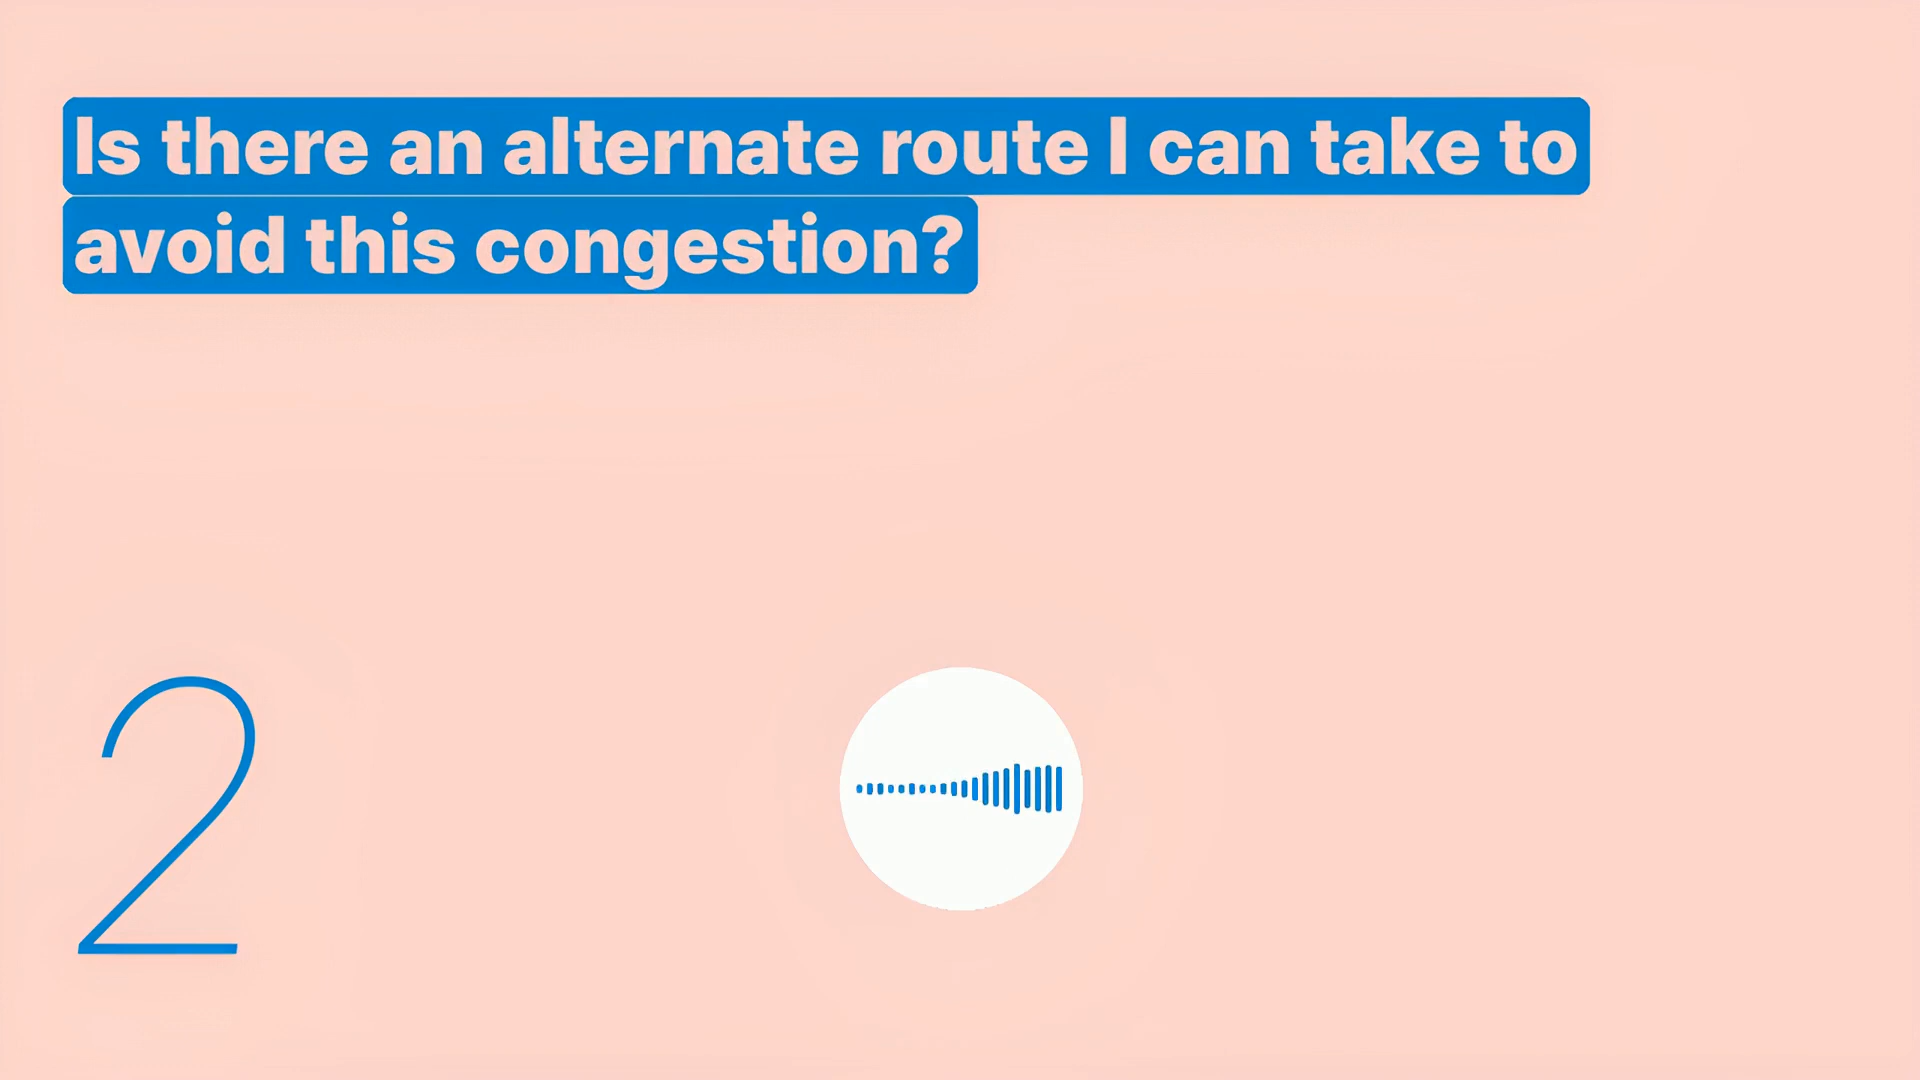 Is there an alternate route I can take to
avoid this congestion?
2